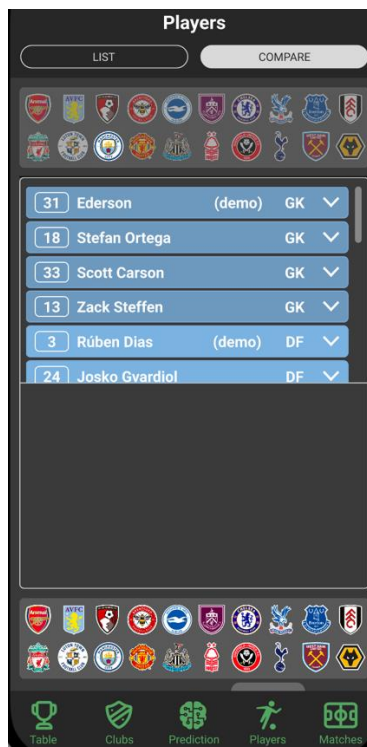 Players
LIST COMPARE
31 Ederson (demo) GK
18 Stefan Ortega GK
33 Scott Carson GK
13 Zack Steffen GK
3 Rúben Dias (demo) DF
24 Josko Gvardiol DF
Table Clubs Prediction Players Matches